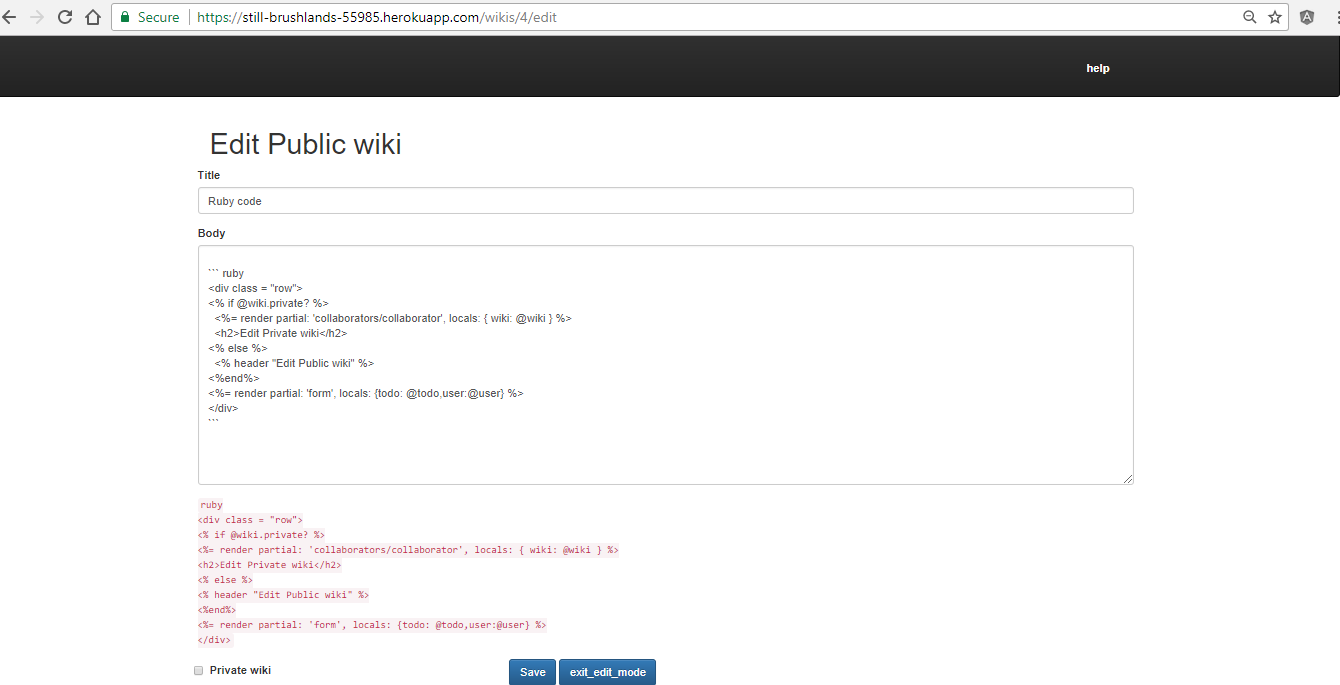 Secure
https://still-brushlands-55985.herokuapp.com/wikis/4/edit
help
Edit Public wiki
Title
Ruby code
Body
``` ruby
<div class = "row">
<% if @wiki.private? %>
<%= render partial: 'collaborators/collaborator', locals: { wiki: @wiki } %>
<h2>Edit Private wiki</h2>
<% else %>
<% header "Edit Public wiki" %>
<%end%>
<%= render partial: 'form', locals: {todo: @todo,user:@user} %>
</div>
```
ruby
<div class = "row">
<% if @wiki.private? %>
<%= render partial: 'collaborators/collaborator', locals: { wiki: @wiki } %>
<h2>Edit Private wiki</h2>
<% else %>
<% header "Edit Public wiki" %>
<%end%>
<%= render partial: 'form', locals: {todo: @todo,user:@user} %>
</div>
Private wiki
Save
exit_edit_mode